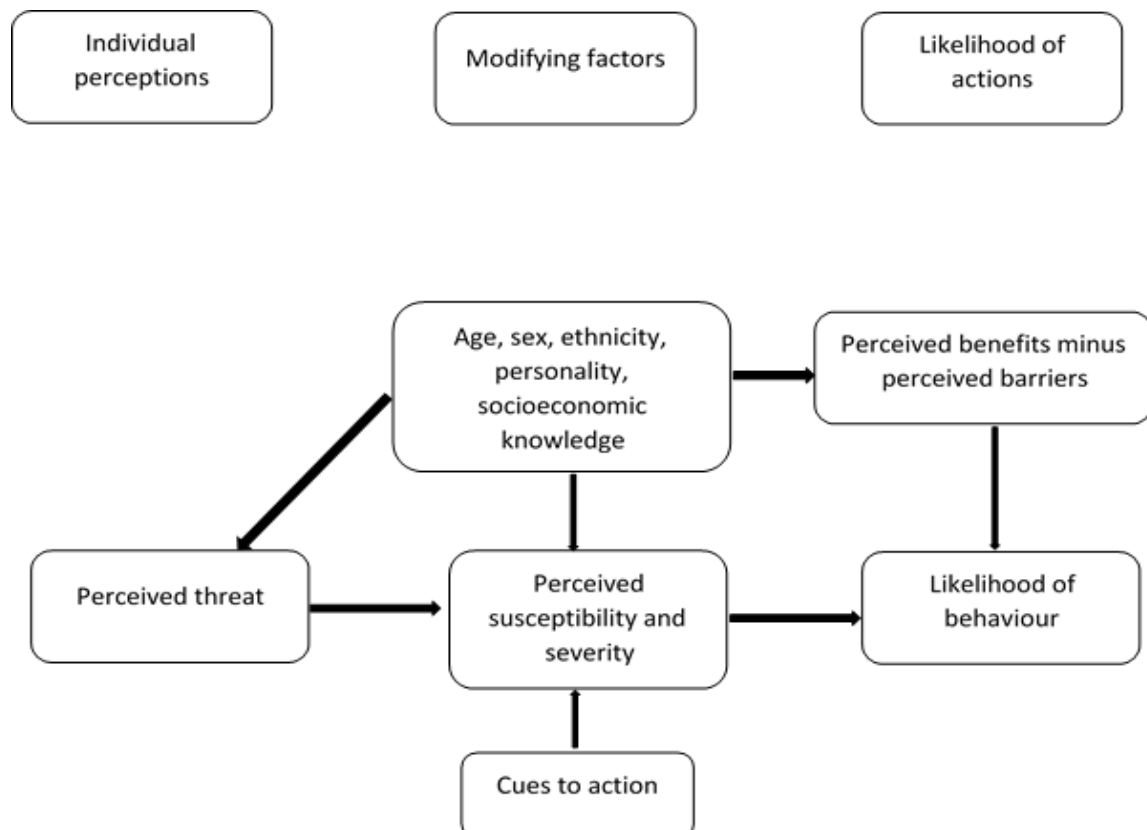 Individual
perceptions
Modifying factors
Likelihood of
actions
Age, sex, ethnicity,
personality,
socioeconomic
knowledge
Perceived benefits minus
perceived barriers
Perceived threat
Perceived
susceptibility and
severity
Likelihood of
behaviour
Cues to action